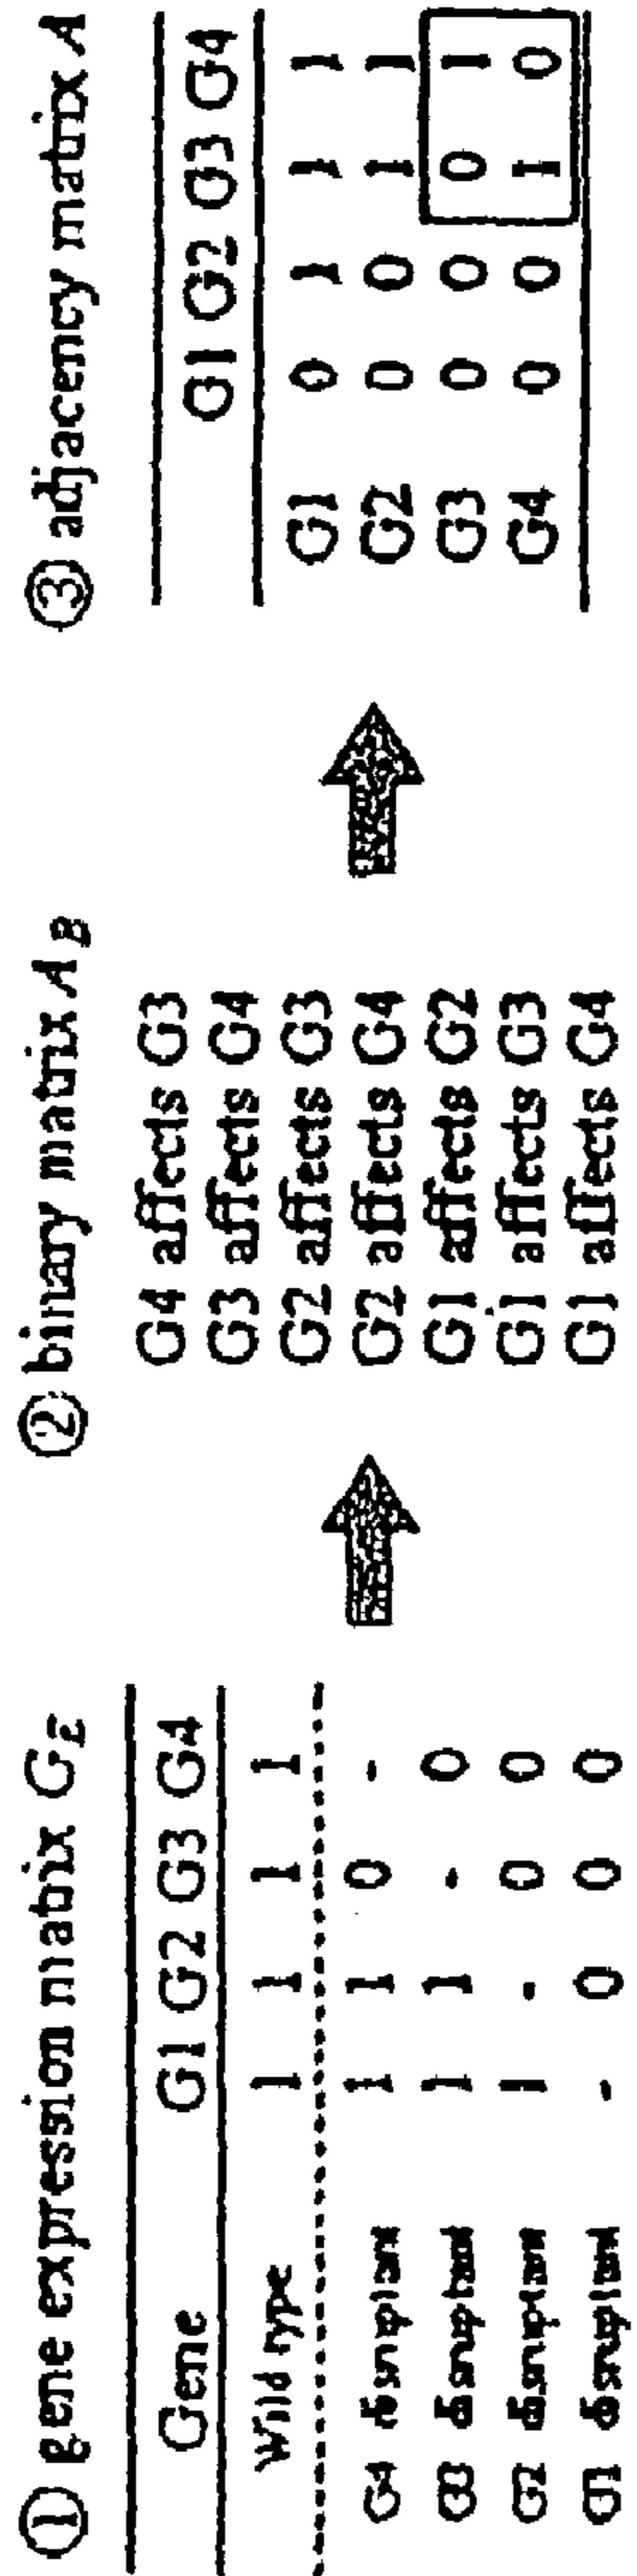 ① gene expression matrix G_E
Gene G1 G2 G3 G4
Wild type 1 1 1 1
G4 disruptant 1 1 0 -
G3 disruptant 1 1 - 0
G2 disruptant 1 - 0 0
G1 disruptant - 0 0 0
② binary matrix A_B
G4 affects G3
G3 affects G4
G2 affects G3
G2 affects G4
G1 affects G2
G1 affects G3
G1 affects G4
③ adjacency matrix A
G1 G2 G3 G4
G1 0 1 1 1
G2 0 0 1 1
G3 0 0 0 1
G4 0 0 1 0